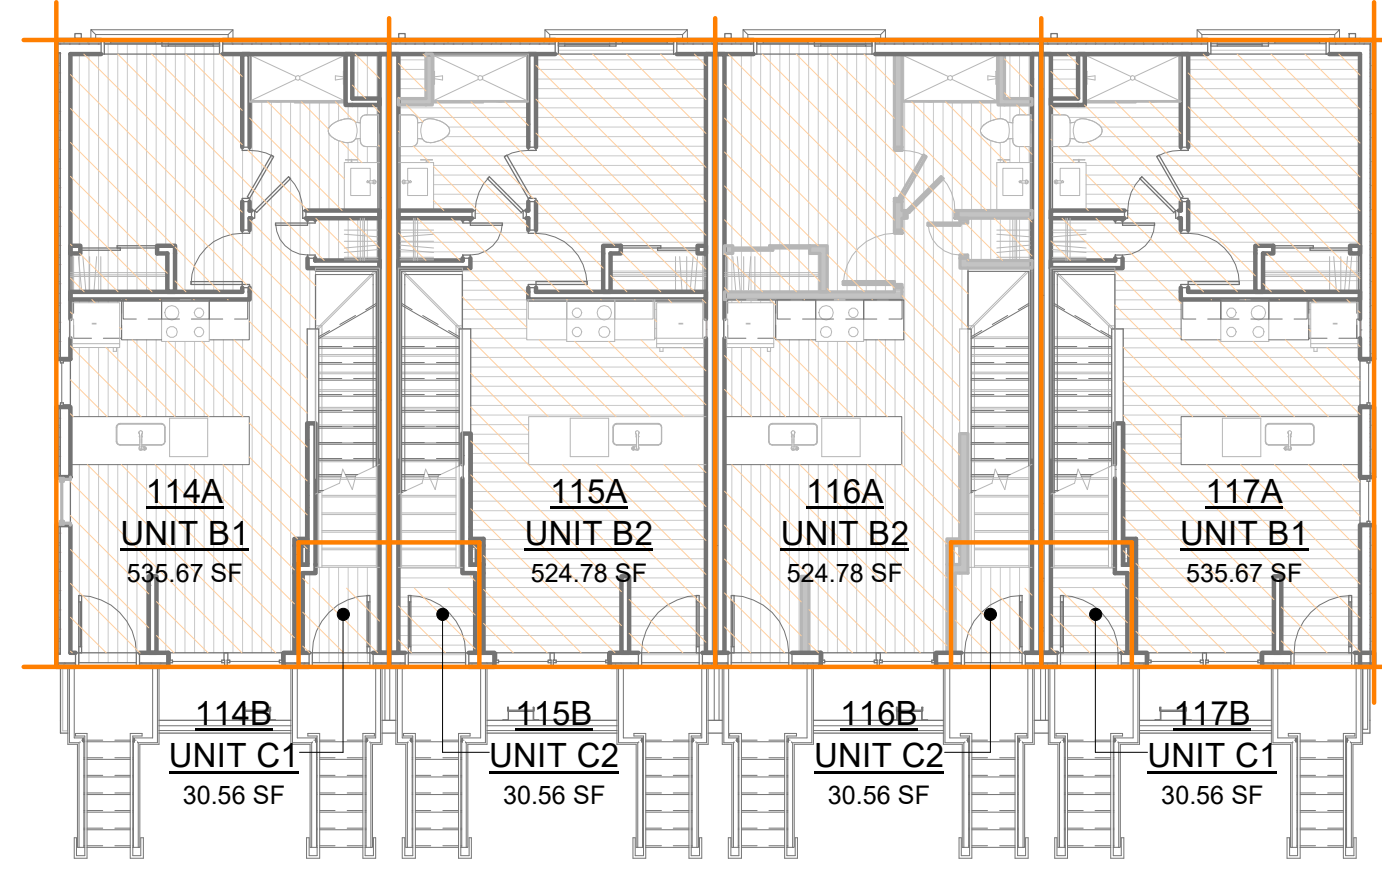 114A
UNIT B1
535.67 SF
115A
UNIT B2
524.78 SF
116A
UNIT B2
524.78 SF
117A
UNIT B1
535.67 SF
114B
UNIT C1
30.56 SF
115B
UNIT C2
30.56 SF
116B
UNIT C2
30.56 SF
117B
UNIT C1
30.56 SF